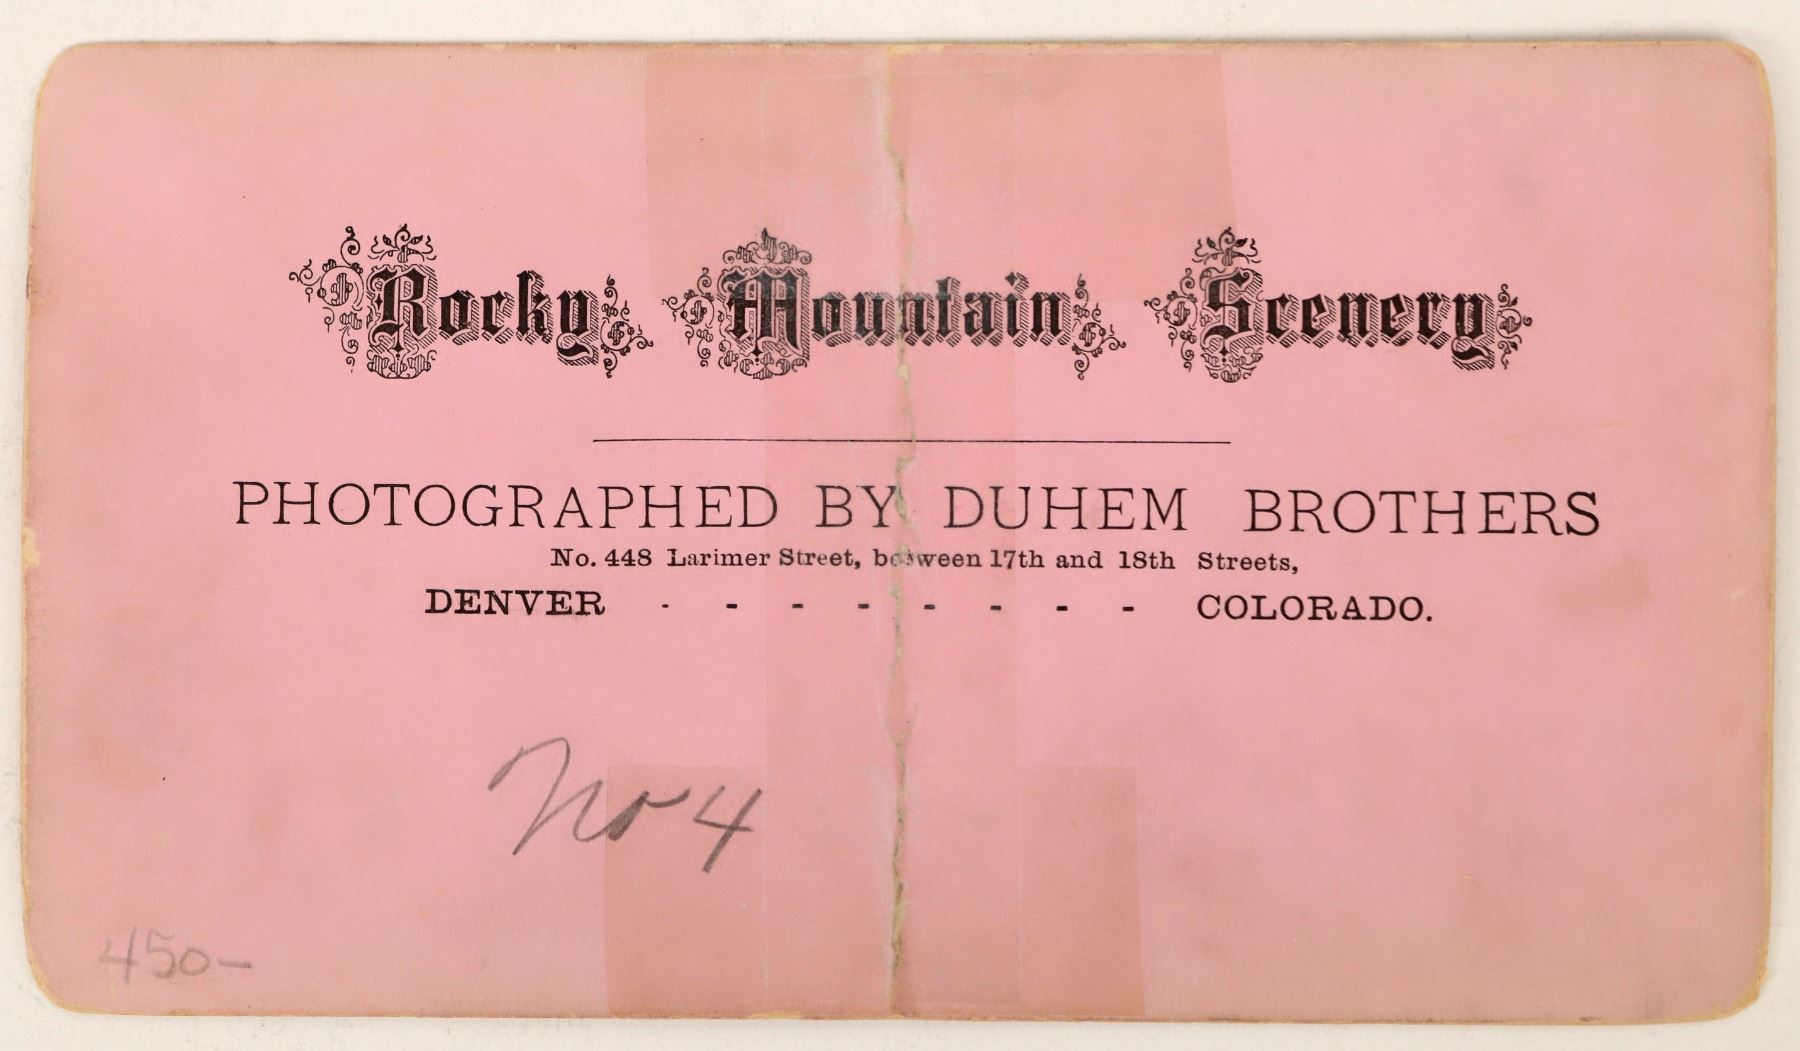 Rocky Mountain Scenery
PHOTOGRAPHED BY DUHEM BROTHERS
No. 448 Larimer Street, between 17th and 18th Streets,
DENVER - - - - - - - - COLORADO.
No 4
450-